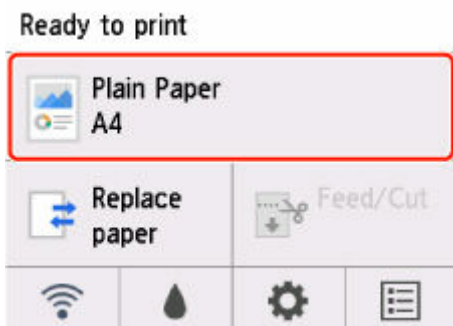 Ready to print
Plain Paper
A4
Replace
paper
Feed/Cut